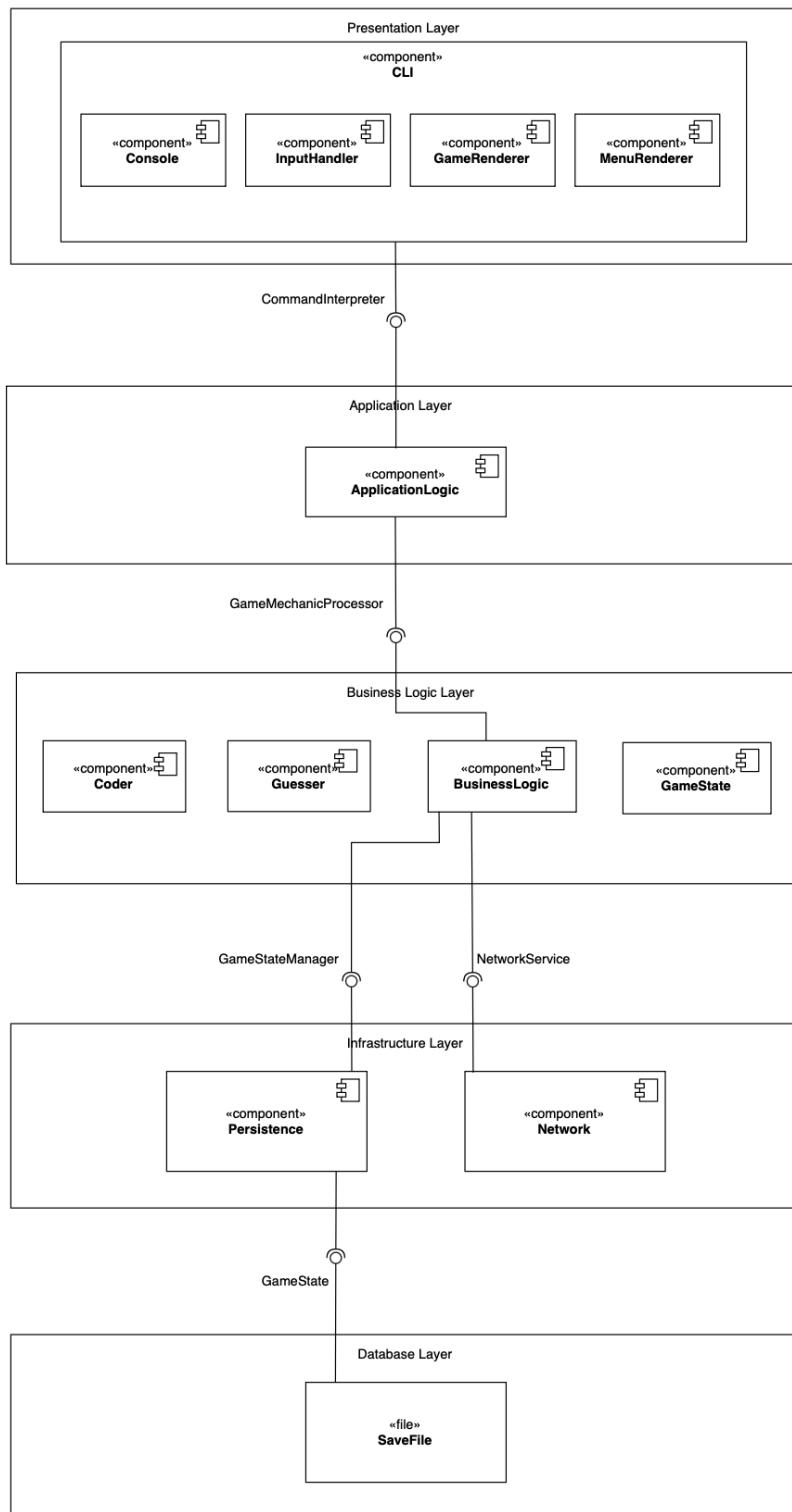 Presentation Layer
«component»
CLI
«component»
Console
«component»
InputHandler
«component»
GameRenderer
«component»
MenuRenderer
CommandInterpreter
Application Layer
«component»
ApplicationLogic
GameMechanicProcessor
Business Logic Layer
«component»
Coder
«component»
Guesser
«component»
BusinessLogic
«component»
GameState
GameStateManager
NetworkService
Infrastructure Layer
«component»
Persistence
«component»
Network
GameState
Database Layer
«file»
SaveFile